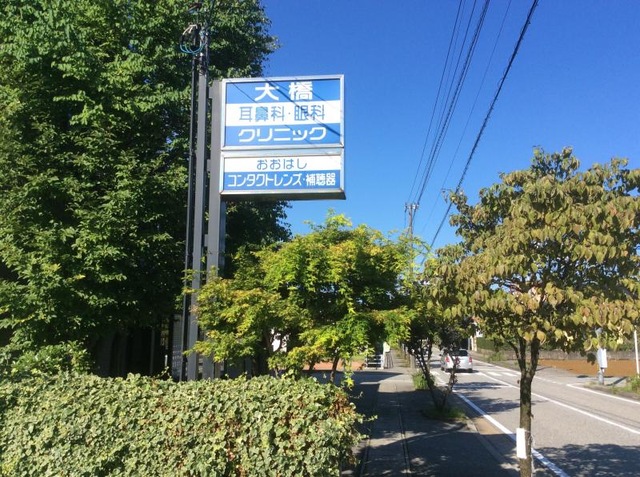 大橋
耳鼻科・眼科
クリニック
おおはし
コンタクトレンズ・補聴器